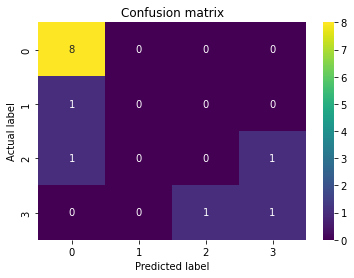 Confusion matrix
Actual label
0 8 0 0 0
1 1 0 0 0
2 1 0 0 1
3 0 0 1 1
0 1 2 3
Predicted label
8
7
6
5
4
3
2
1
0